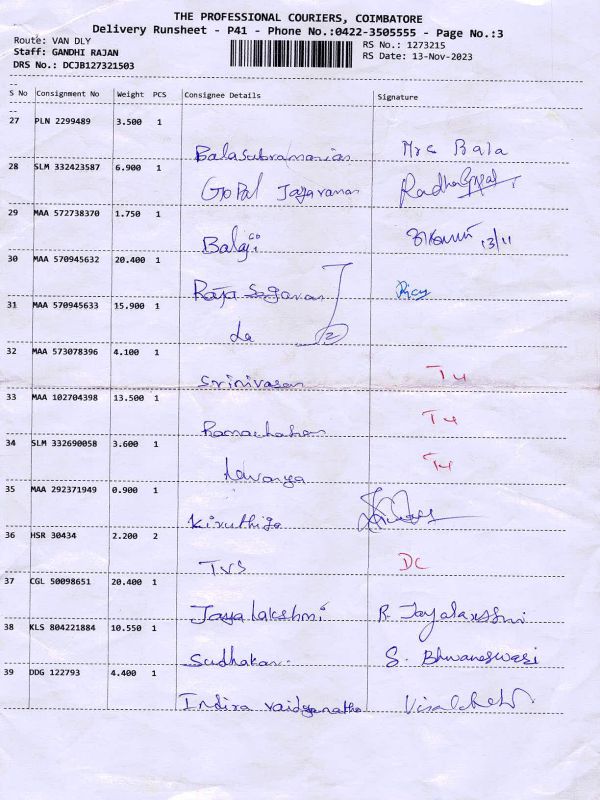 THE PROFESSIONAL COURIERS, COIMBATORE
Delivery Runsheet - P41 - Phone No.:0422-3505555 - Page No.:3
Route: VAN DLY
RS No.: 1273215
Staff: GANDHI RAJAN
RS Date: 13-Nov-2023
DRS No.: DCJB127321503
S No Consignment No Weight PCS Consignee Details Signature
27 PLN 2299489 3.500 1
Balasubramanian Mrs Bala
28 SLM 332423587 6.900 1
Gopal Jayaraman RadhaGopal
29 MAA 572738370 1.750 1
Balaji 13/11
30 MAA 570945632 20.400 1
Raja
31 MAA 570945633 15.900 1
do 2
32 MAA 573078396 4.100 1
Srinivasan
33 MAA 102704398 13.500 1
34 SLM 332690058 3.600 1
Lavanya
35 MAA 292371949 0.900 1
Kiruthiga
36 HSR 30434 2.200 2
TVS DC
37 CGL 50098651 20.400 1
Jayalakshmi R.
38 KLS 804221884 10.550 1
Sudhakar S. Bhuvaneswari
39 DDG 122793 4.400 1
Indira Vaidyanatha